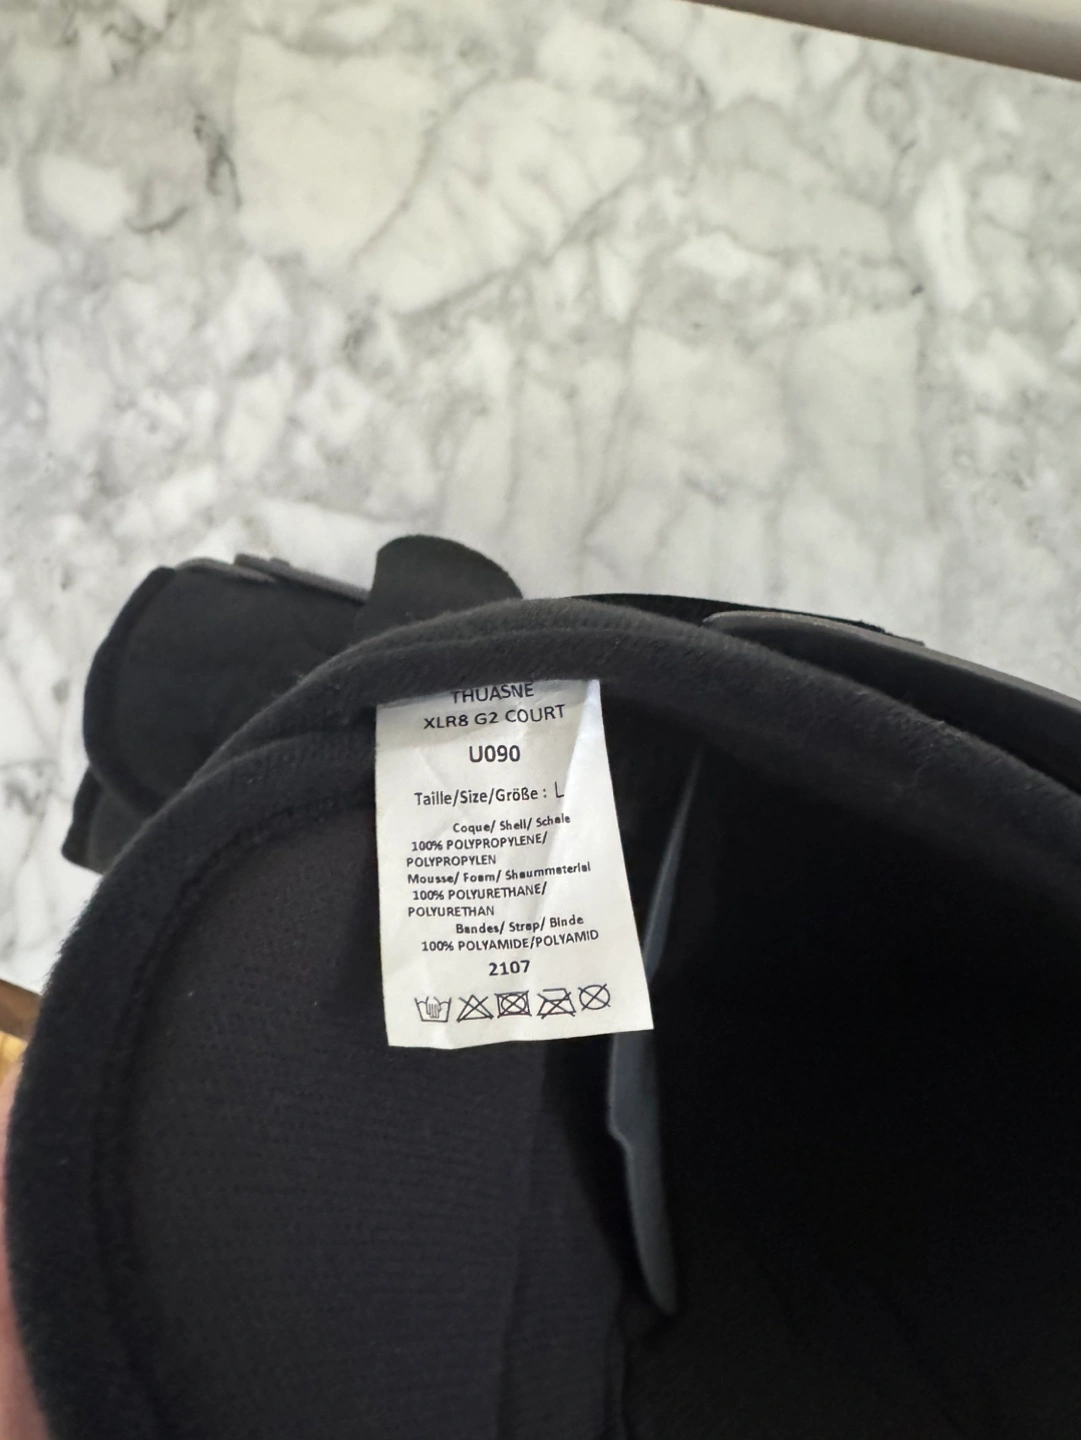 THUASNE
XLR8 G2 COURT
U090
Taille/Size/Größe : L
Coque/ Shell/ Schale
100% POLYPROPYLENE/
POLYPROPYLEN
Mousse/ Foam/ Shaummaterial
100% POLYURETHANE/
POLYURETHAN
Bandes/ Strap/ Binde
100% POLYAMIDE/POLYAMID
2107